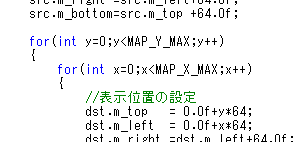 src.m_right =src.m_left+64.0f;
src.m_bottom=src.m_top +64.0f;
for(int y=0;y<MAP_Y_MAX;y++)
{
for(int x=0;x<MAP_X_MAX;x++)
{
//表示位置の設定
dst.m_top   = 0.0f+y*64;
dst.m_left  = 0.0f+x*64;
dst.m_right =dst.m_left+64.0f;